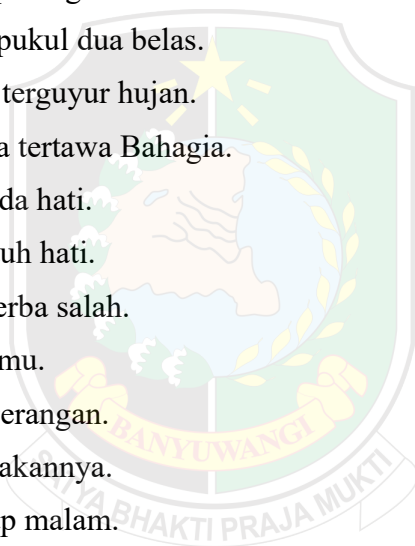 pukul dua belas.
terguyur hujan.
a tertawa Bahagia.
da hati.
uh hati.
erba salah.
mu.
erangan.
BANYUWANGI
akannya.
SATYA BHAKTI PRAJA MUKTI
p malam.